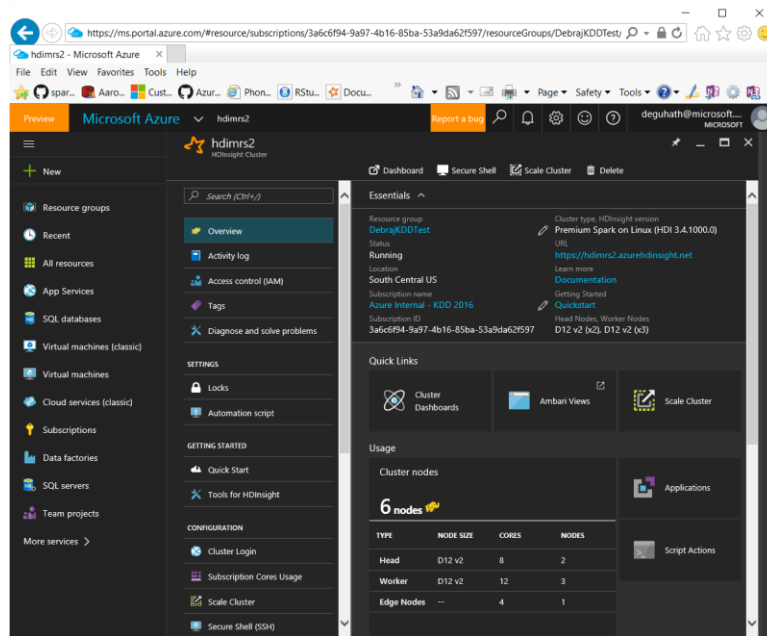 https://ms.portal.azure.com/#resource/subscriptions/3a6c6f94-9a97-4b16-85ba-53a9da62f597/resourceGroups/DebrajKDDTest/
hdimrs2 - Microsoft Azure
File Edit View Favorites Tools Help
spar... Aaro... Cust... Azur... Phon... RStu... Docu... » Page Safety Tools
Preview Microsoft Azure hdimrs2 Report a bug deguhath@microsoft....
MICROSOFT
hdimrs2
HDInsight Cluster
New
Resource groups
Recent
All resources
App Services
SQL databases
Virtual machines (classic)
Virtual machines
Cloud services (classic)
Subscriptions
Data factories
SQL servers
Team projects
More services >
Search (Ctrl+/)
Overview
Activity log
Access control (IAM)
Tags
Diagnose and solve problems
SETTINGS
Locks
Automation script
GETTING STARTED
Quick Start
Tools for HDInsight
CONFIGURATION
Cluster Login
Subscription Cores Usage
Scale Cluster
Secure Shell (SSH)
Dashboard Secure Shell Scale Cluster Delete
Essentials
Resource group
DebrajKDDTest
Status
Running
Location
South Central US
Subscription name
Azure Internal - KDD 2016
Subscription ID
3a6c6f94-9a97-4b16-85ba-53a9da62f597
Cluster type, HDInsight version
Premium Spark on Linux (HDI 3.4.1000.0)
URL
https://hdimrs2.azurehdinsight.net
Learn more
Documentation
Getting Started
Quickstart
Head Nodes, Worker Nodes
D12 v2 (x2), D12 v2 (x3)
Quick Links
Cluster
Dashboards
Ambari Views
Scale Cluster
Usage
Cluster nodes
6 nodes
TYPE NODE SIZE CORES NODES
Head D12 v2 8 2
Worker D12 v2 12 3
Edge Nodes -- 4 1
Applications
Script Actions